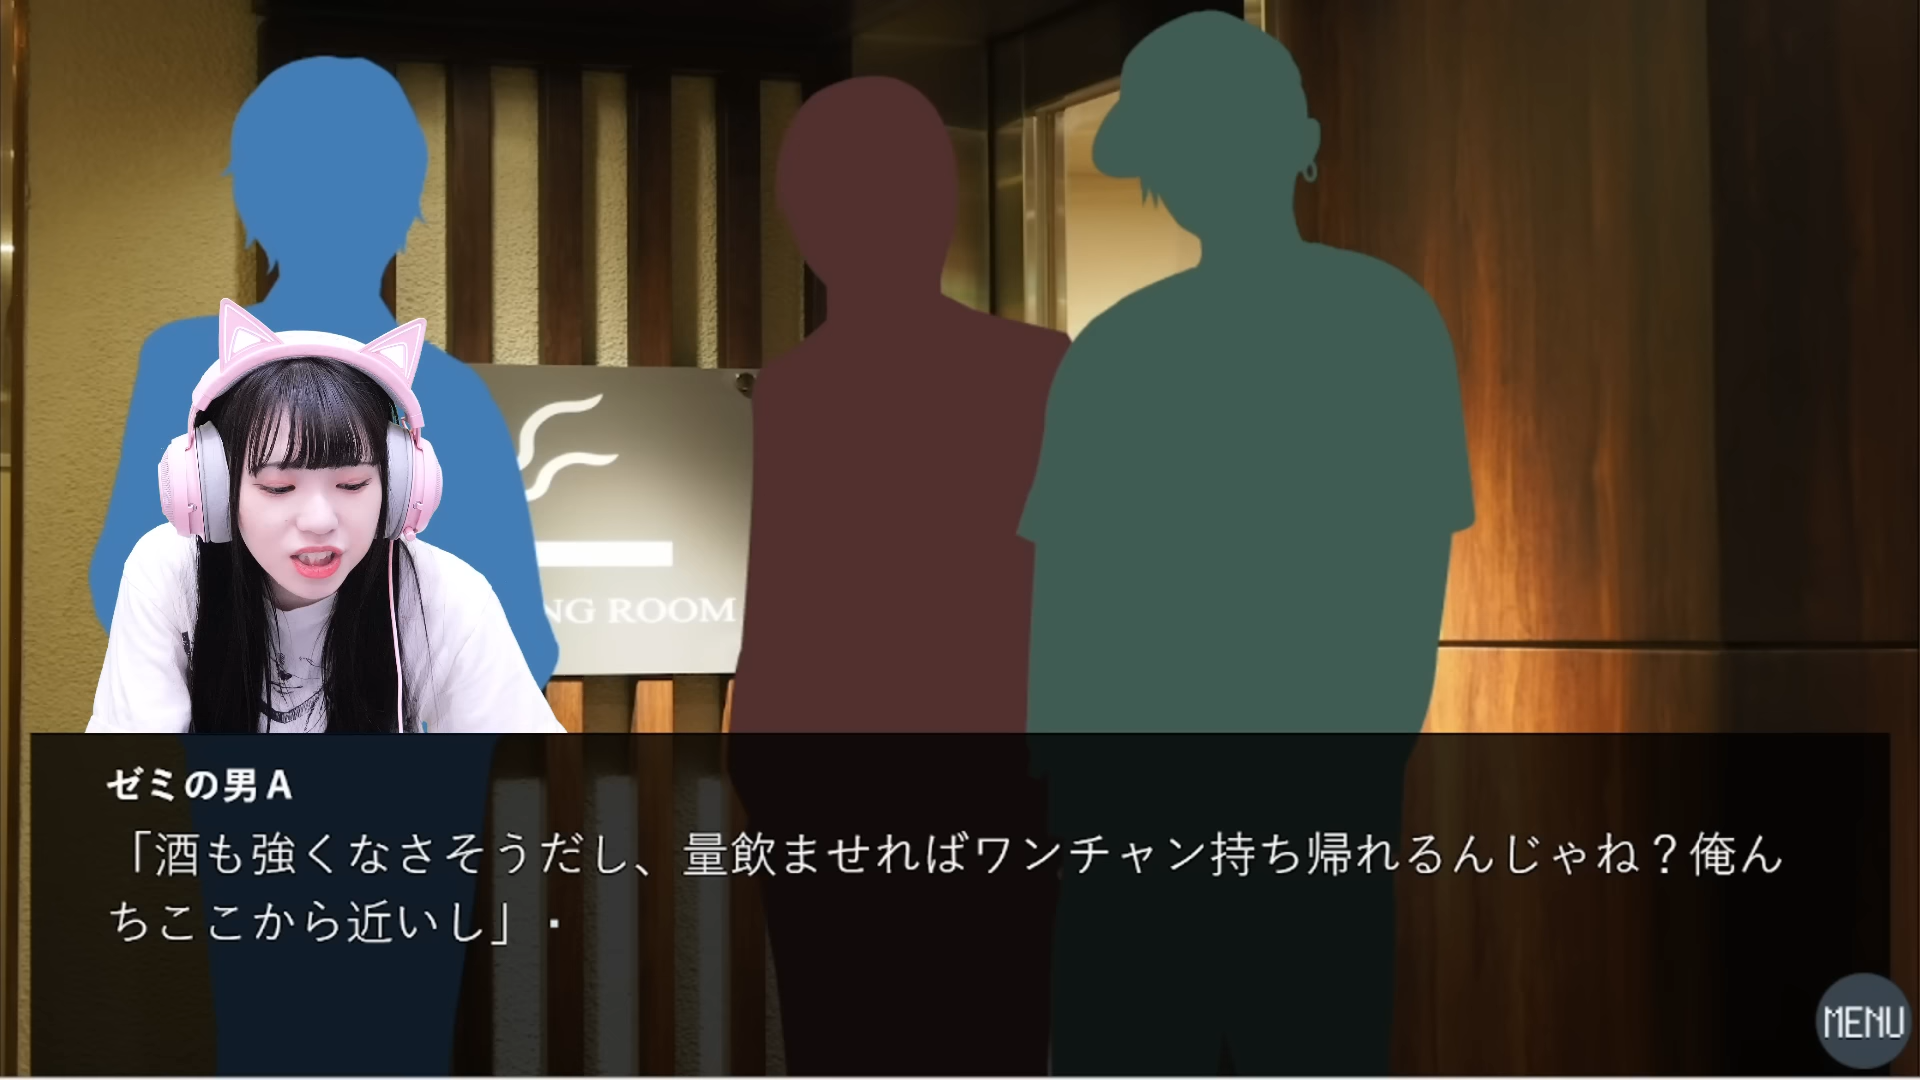 NG ROOM
ゼミの男A
「酒も強くなさそうだし、量飲ませればワンチャン持ち帰れるんじゃね？俺ん
ちここから近いし」
MENU